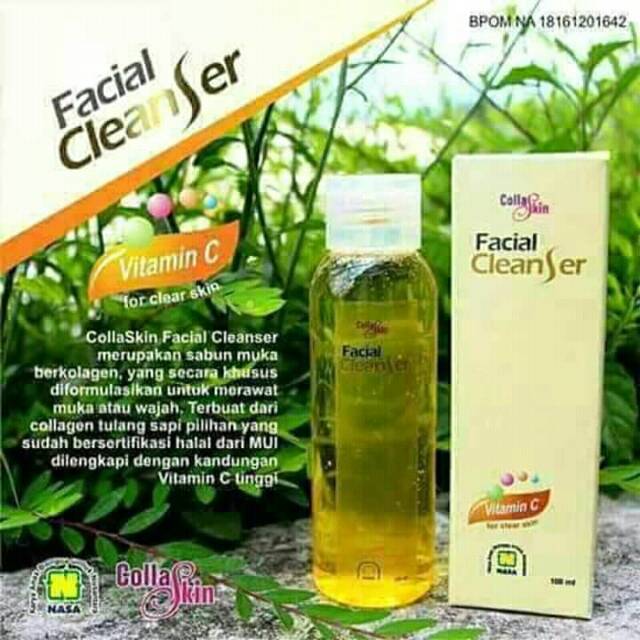 BPOM NA 18161201642
Facial
Cleanser
Vitamin C
for clear skin
CollaSkin Facial Cleanser
merupakan sabun muka
berkolagen, yang secara khusus
diformulasikan untuk merawat
muka atau wajah. Terbuat dari
collagen tulang sapi pilihan yang
sudah bersertifikasi halal dari MUI
dilengkapi dengan kandungan
Vitamin C tinggi
N
NASA
CollaSkin
CollaSkin
Facial
Cleanser
CollaSkin
Facial
Cleanser
Vitamin C
for clear skin
N
NASA
100 ml